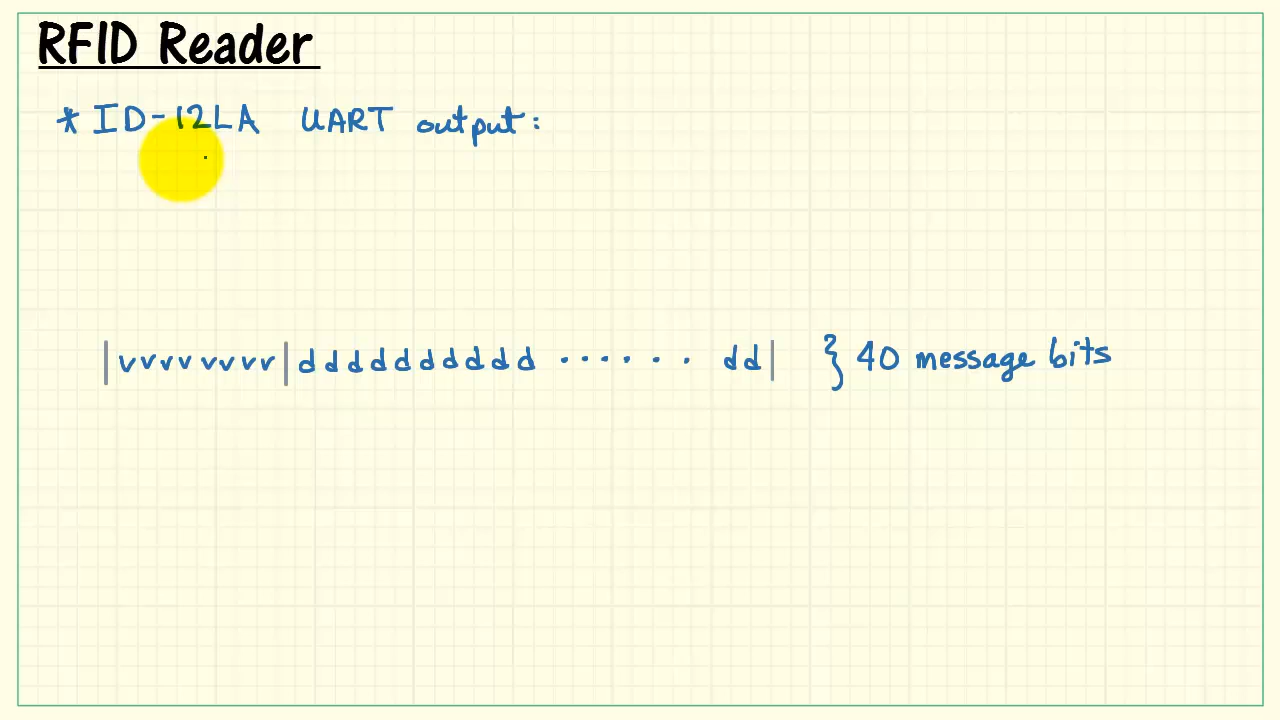 RFID Reader
* ID-12LA UART output:
|vvvvvvvv|dddddddddd ...... dd| } 40 message bits